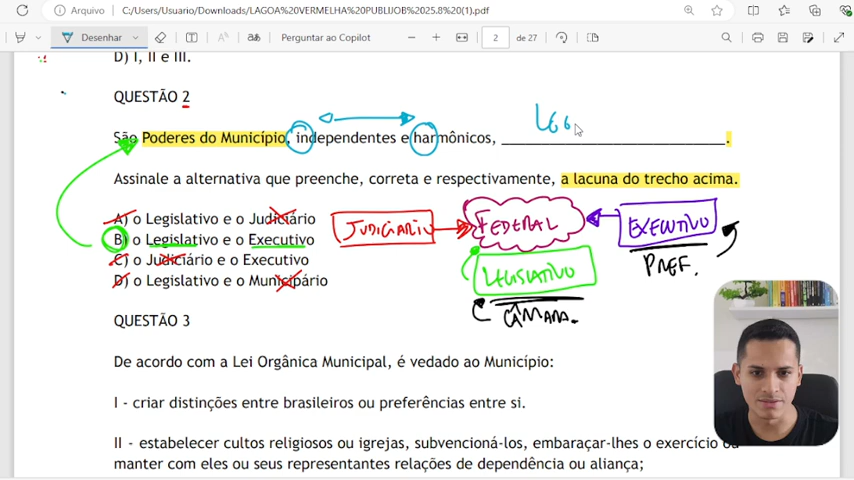 Arquivo C:/Users/Usuario/Downloads/LAGOA%20VERMELHA%20PUBLIJOB%2025.8%20(1).pdf
Desenhar Perguntar ao Copilot 2 de 27
D) I, II e III.
QUESTÃO 2
LEG
São Poderes do Município, independentes e harmônicos, ____________________.
Assinale a alternativa que preenche, correta e respectivamente, a lacuna do trecho acima.
A) o Legislativo e o Judiciário
B) o Legislativo e o Executivo
C) o Judiciário e o Executivo
D) o Legislativo e o Municipário
JUDICIÁRIO FEDERAL EXECUTIVO
PREF.
LEGISLATIVO
CÂMARA.
QUESTÃO 3
De acordo com a Lei Orgânica Municipal, é vedado ao Município:
I - criar distinções entre brasileiros ou preferências entre si.
II - estabelecer cultos religiosos ou igrejas, subvencioná-los, embaraçar-lhes o exercício ou
manter com eles ou seus representantes relações de dependência ou aliança;